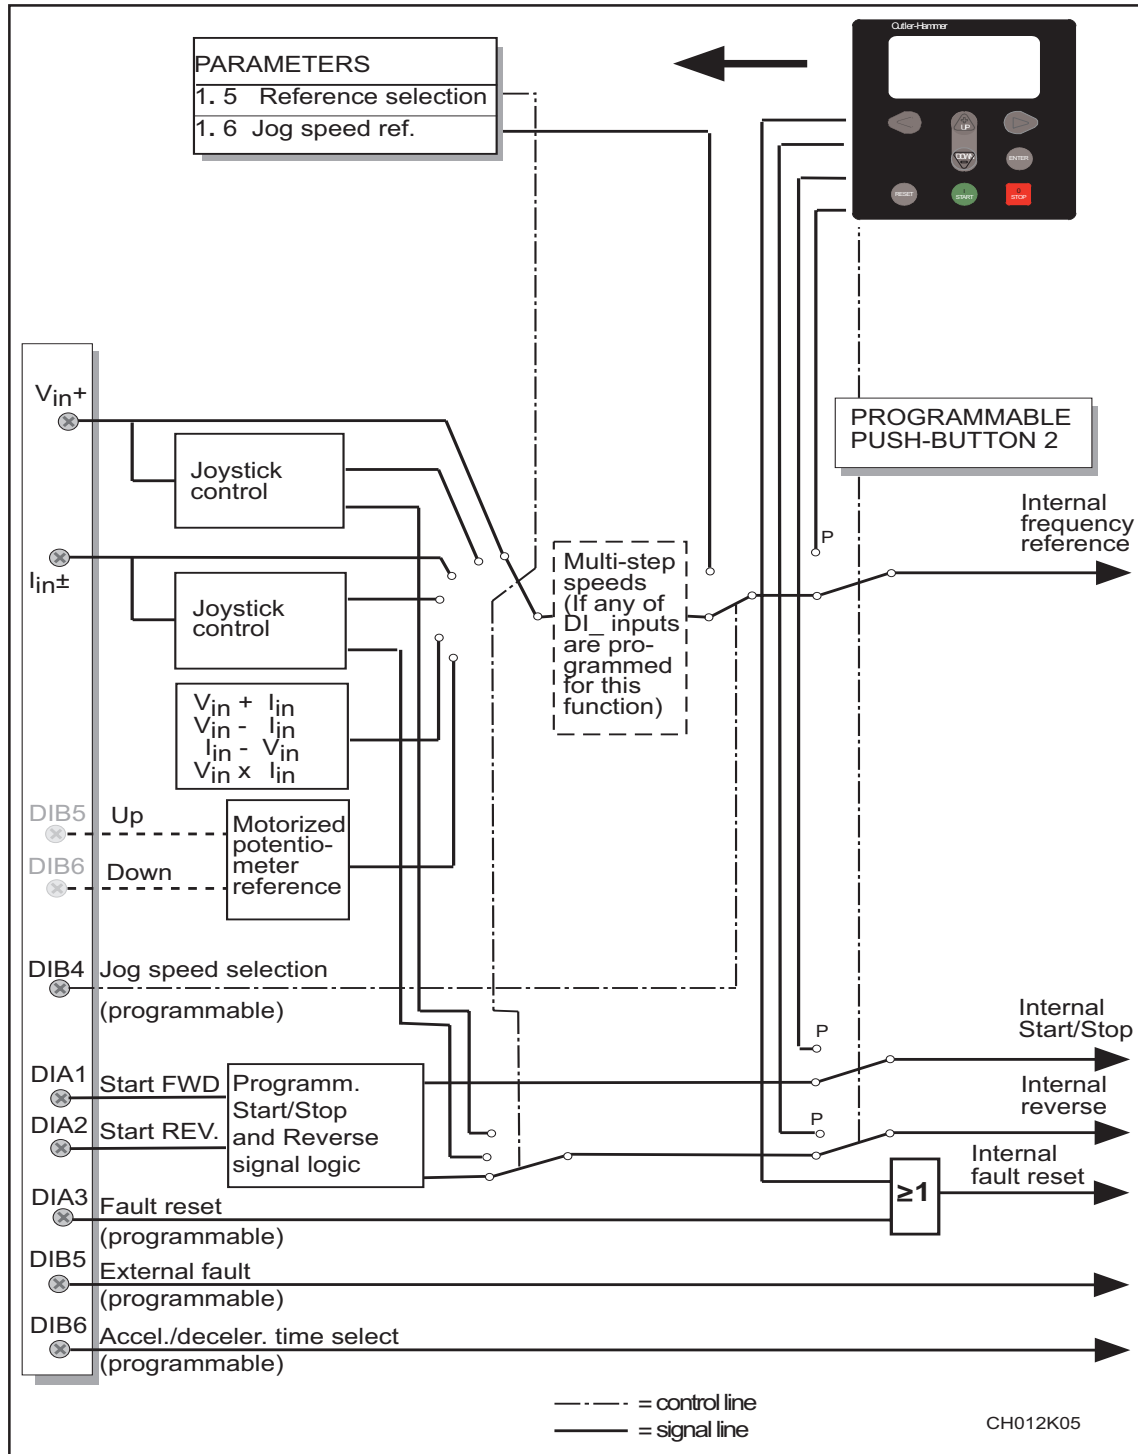 Cutler-Hammer
UP
DOWN
ENTER
RESET
I
START
0
STOP
PARAMETERS
1. 5 Reference selection
1. 6 Jog speed ref.
PROGRAMMABLE
PUSH-BUTTON 2
Vin+
Joystick
control
Iin±
Joystick
control
Vin + Iin
Vin - Iin
Iin - Vin
Vin x Iin
Multi-step
speeds
(If any of
DI_ inputs
are pro-
grammed
for this
function)
P
Internal
frequency
reference
DIB5 Up
DIB6 Down
Motorized
potentio-
meter
reference
DIB4 Jog speed selection
(programmable)
DIA1 Start FWD
DIA2 Start REV.
Programm.
Start/Stop
and Reverse
signal logic
P
Internal
Start/Stop
P
Internal
reverse
Internal
fault reset
≥1
DIA3 Fault reset
(programmable)
DIB5 External fault
(programmable)
DIB6 Accel./deceler. time select
(programmable)
= control line
= signal line
CH012K05